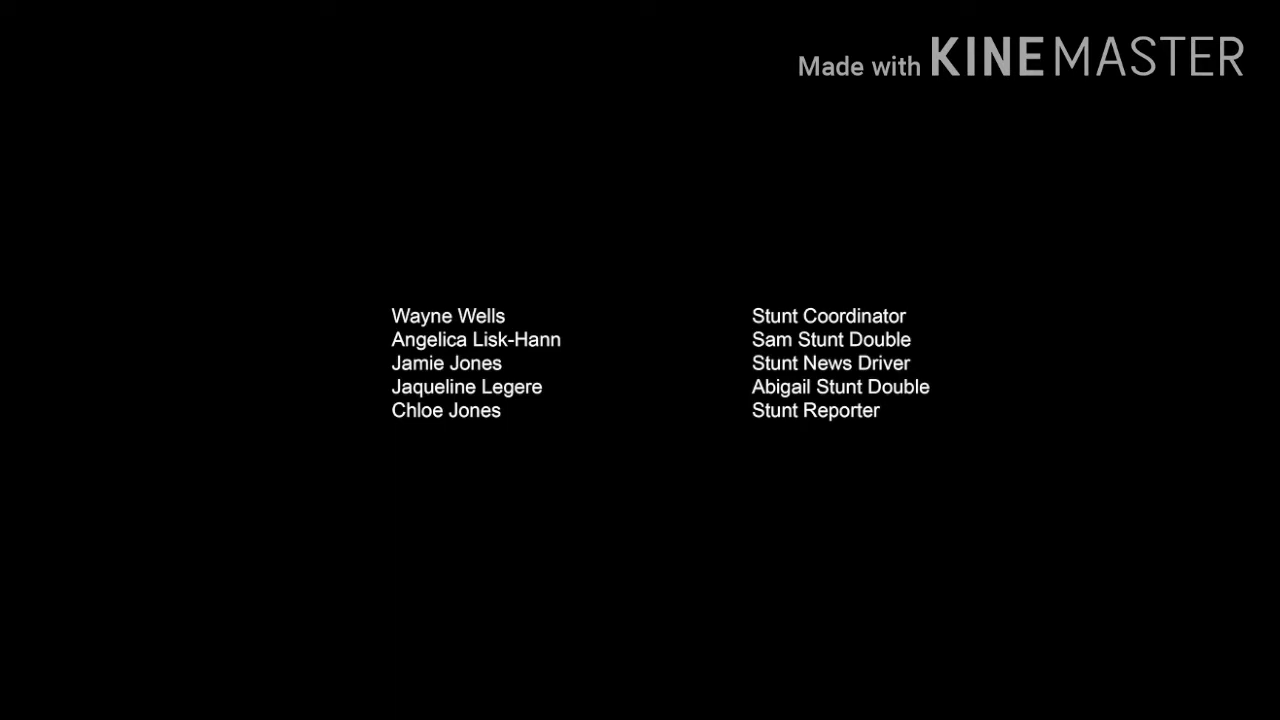 Made with KINEMASTER
Wayne Wells Stunt Coordinator
Angelica Lisk-Hann Sam Stunt Double
Jamie Jones Stunt News Driver
Jaqueline Legere Abigail Stunt Double
Chloe Jones Stunt Reporter